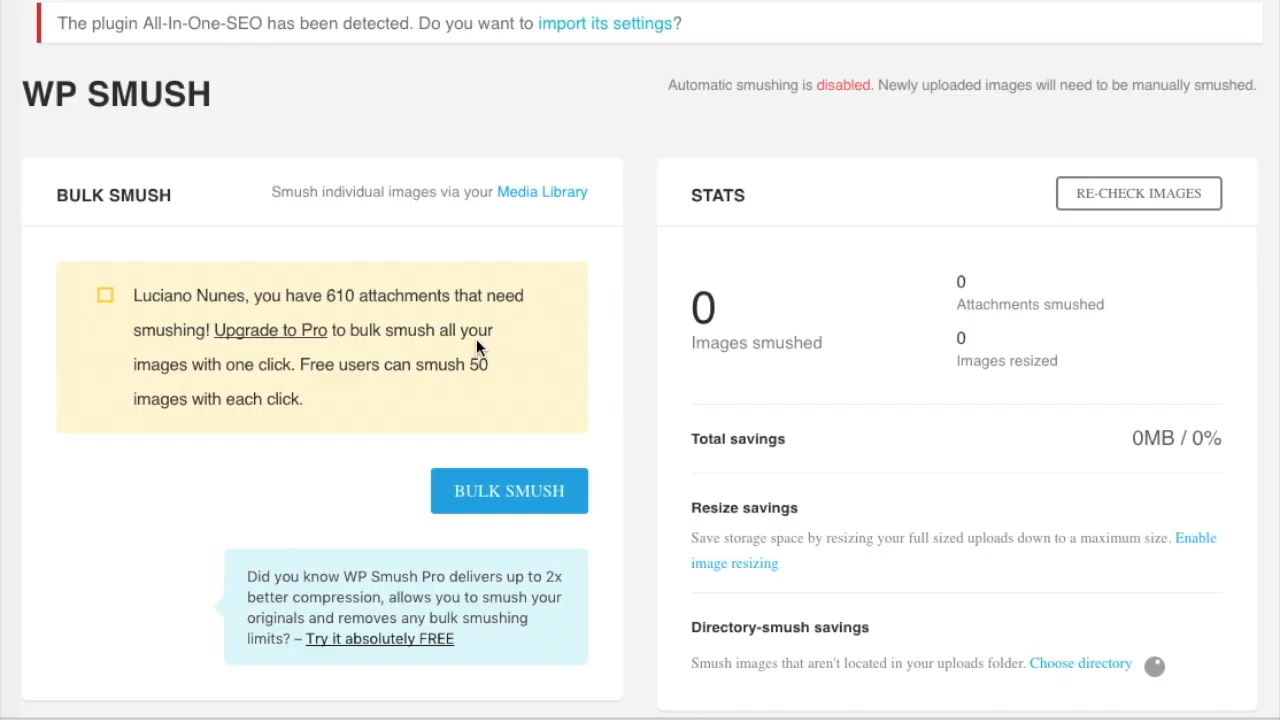 The plugin All-In-One-SEO has been detected. Do you want to import its settings?
WP SMUSH
Automatic smushing is disabled. Newly uploaded images will need to be manually smushed.
BULK SMUSH
Smush individual images via your Media Library
Luciano Nunes, you have 610 attachments that need
smushing! Upgrade to Pro to bulk smush all your
images with one click. Free users can smush 50
images with each click.
BULK SMUSH
Did you know WP Smush Pro delivers up to 2x
better compression, allows you to smush your
originals and removes any bulk smushing
limits? – Try it absolutely FREE
STATS
RE-CHECK IMAGES
0
Images smushed
0
Attachments smushed
0
Images resized
Total savings
0MB / 0%
Resize savings
Save storage space by resizing your full sized uploads down to a maximum size. Enable
image resizing
Directory-smush savings
Smush images that aren't located in your uploads folder. Choose directory